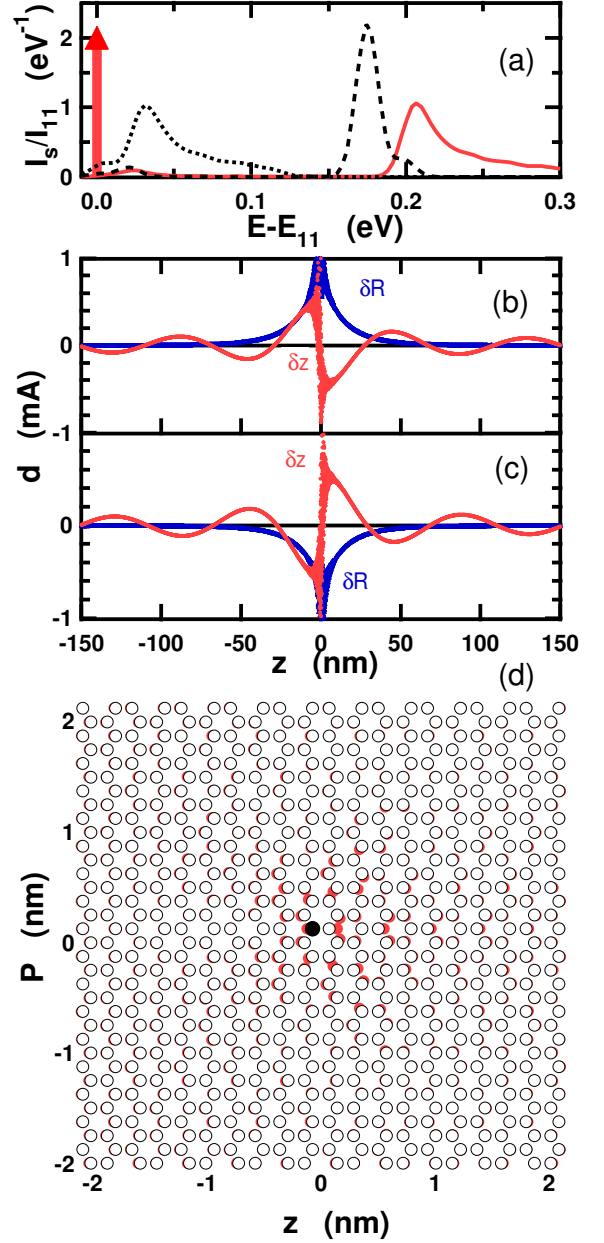 2
1
0
I_s/I_11 (eV^-1)
(a)
0.0 0.1 0.2 0.3
E-E_11 (eV)
1
0
-1
0
-1
d (mA)
δR
(b)
δz
δz
(c)
δR
-150 -100 -50 0 50 100 150
z (nm)
(d)
2
1
0
-1
-2
P (nm)
-2 -1 0 1 2
z (nm)